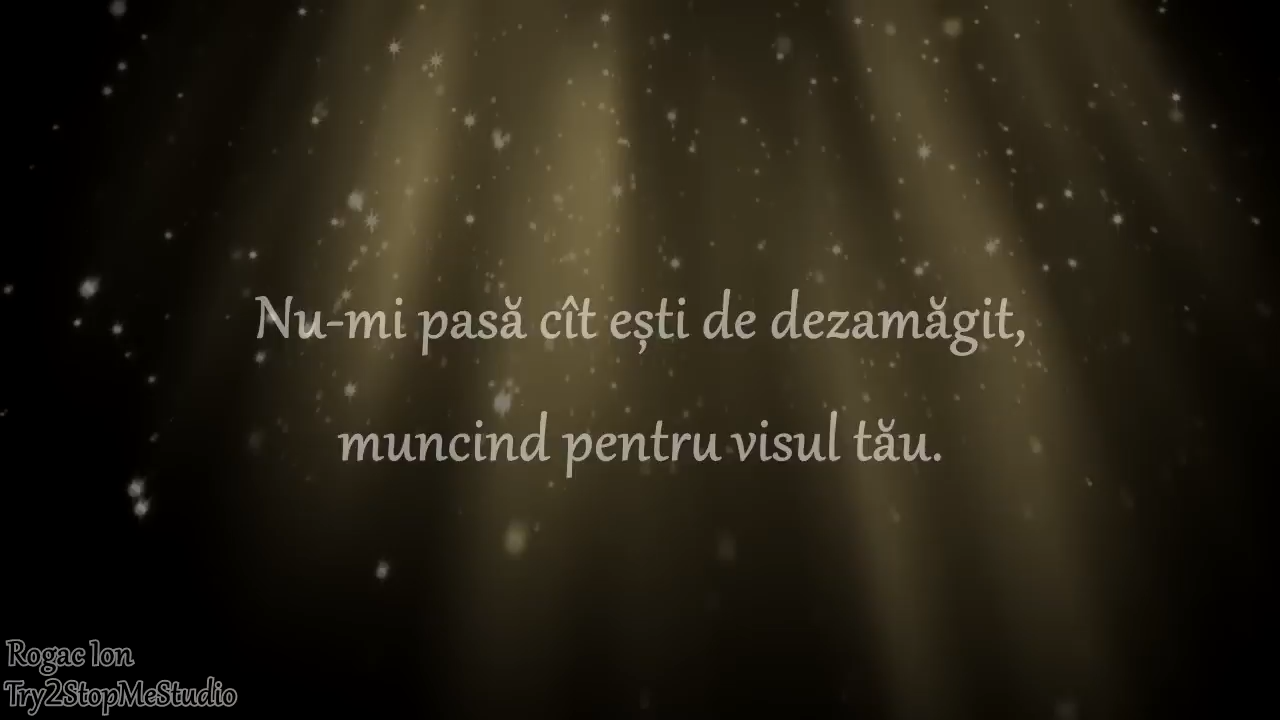 Nu-mi pasă cît ești de dezamăgit,
muncind pentru visul tău.
Rogac Ion
Try2StopMeStudio